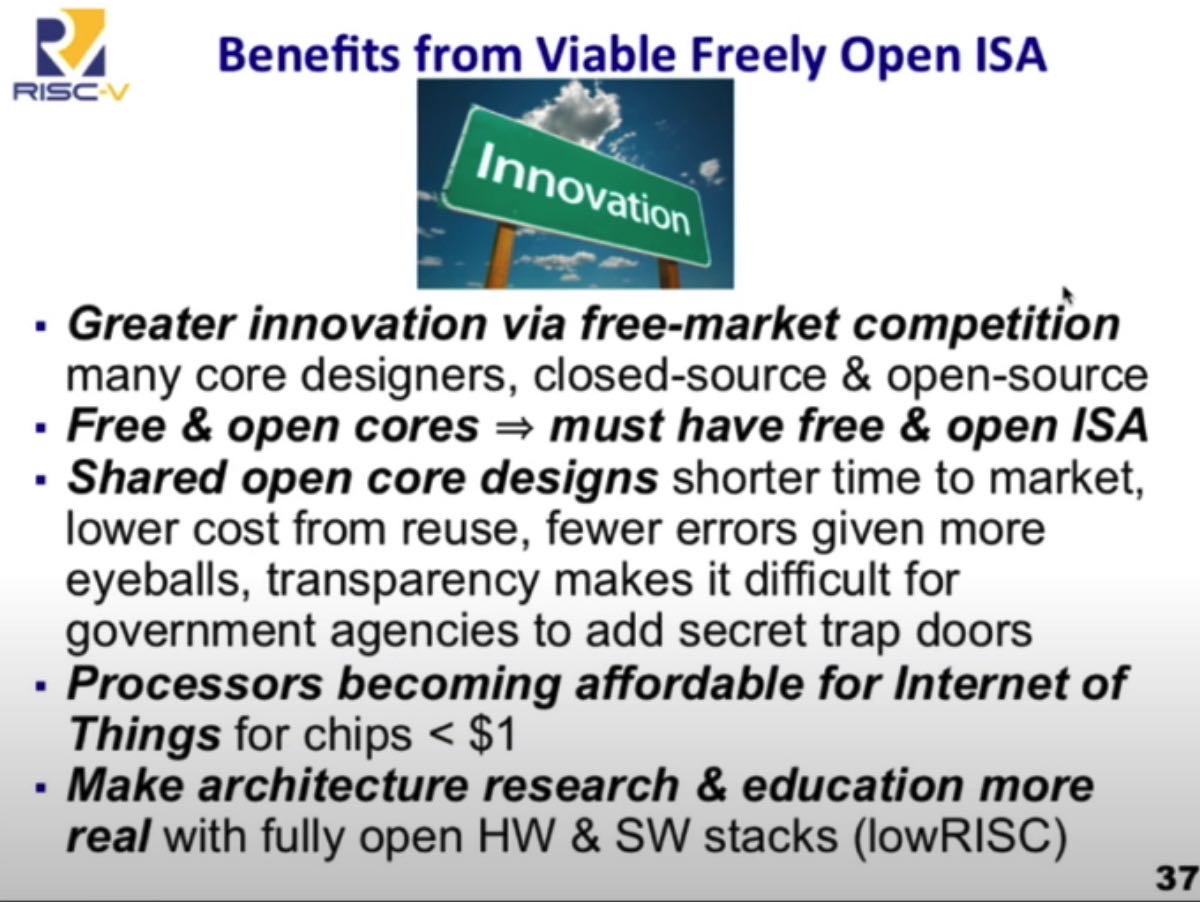 RISC-V
Benefits from Viable Freely Open ISA
Innovation
▪ Greater innovation via free-market competition
many core designers, closed-source & open-source
▪ Free & open cores ⇒ must have free & open ISA
▪ Shared open core designs shorter time to market,
lower cost from reuse, fewer errors given more
eyeballs, transparency makes it difficult for
government agencies to add secret trap doors
▪ Processors becoming affordable for Internet of
Things for chips < $1
▪ Make architecture research & education more
real with fully open HW & SW stacks (lowRISC)
37